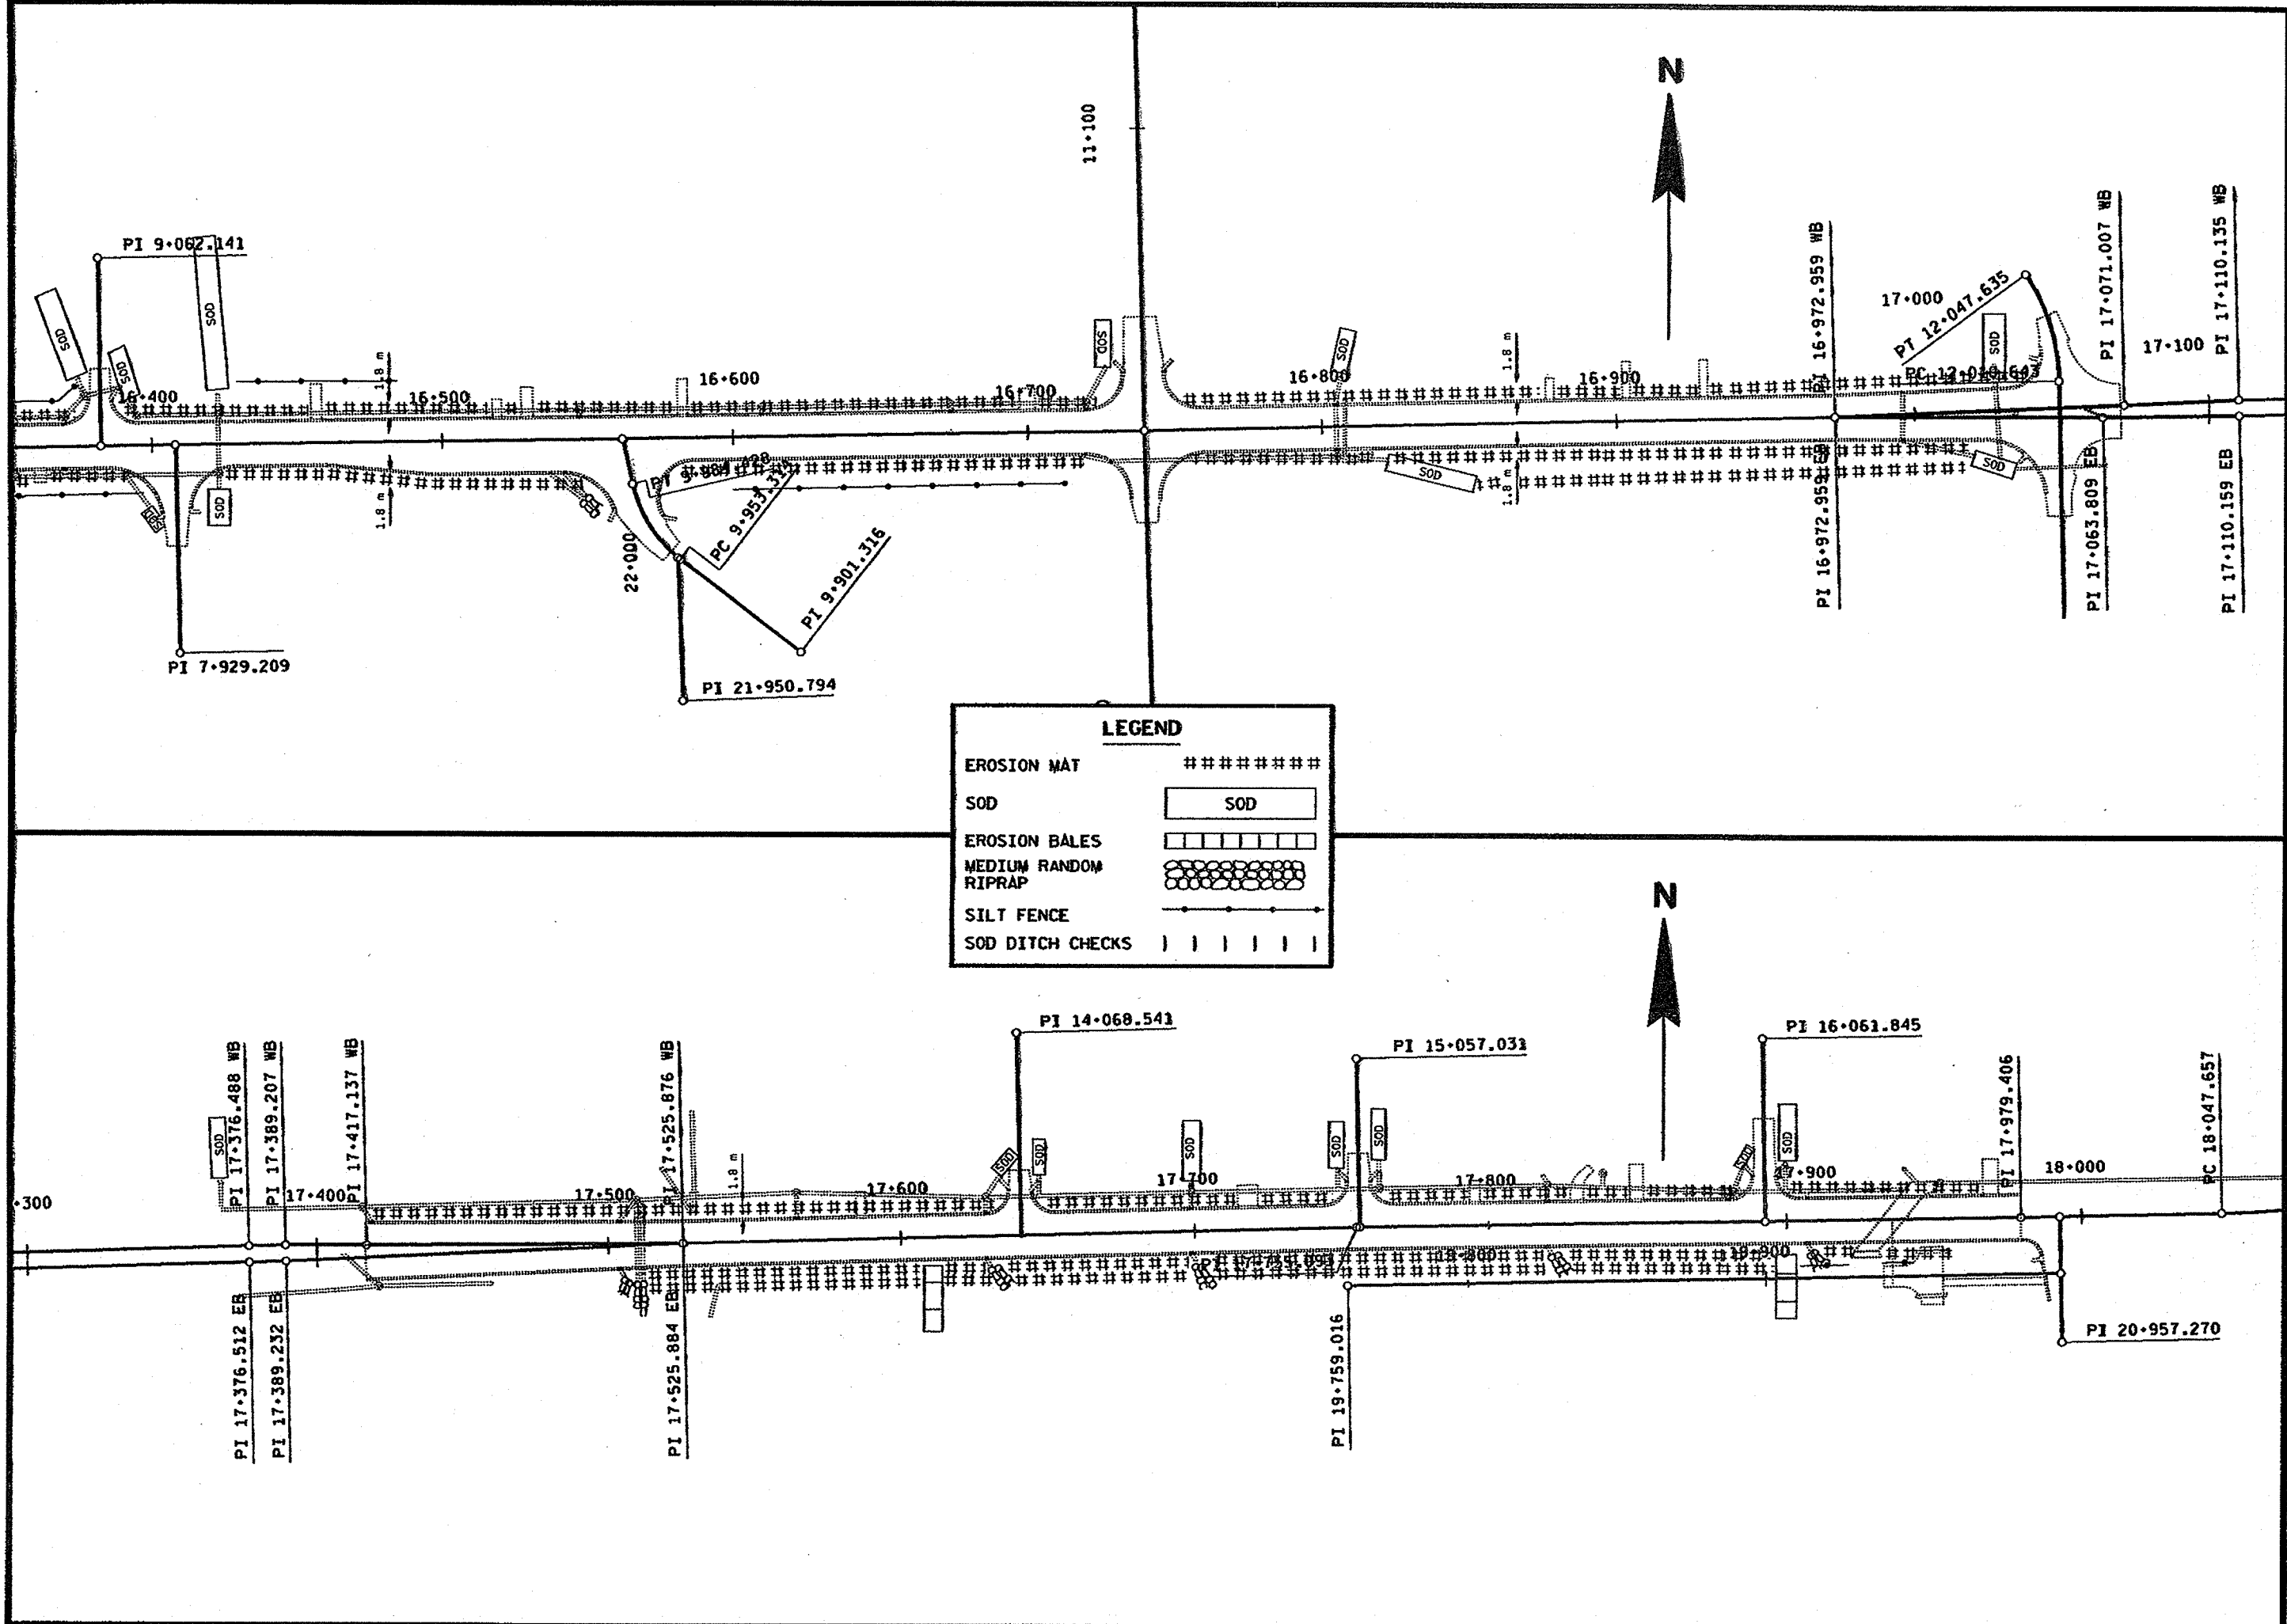 N
11+100
PI 9+062.141
SOD
SOD
SOD
1.8 m
16+400
16+500
16+600
16+700
SOD
SOD
16+800
1.8 m
16+900
PI 16+972.959 WB
17+000
PT 12+047.635
SOD
PI 17+071.007 WB
17+100
PI 17+110.135 WB
SOD
SOD
1.8 m
22+000
PC 9+953.
PI 9+901.316
PI 7+929.209
PI 21+950.794
SOD
1.8 m
PI 16+972.959 EB
SOD
PI 17+063.809 EB
PI 17+110.159 EB
LEGEND
EROSION MAT
SOD
SOD
EROSION BALES
MEDIUM RANDOM
RIPRAP
SILT FENCE
SOD DITCH CHECKS
N
+300
SOD
PI 17+376.488 WB
PI 17+389.207 WB
17+400
PI 17+417.137 WB
17+500
PI 17+525.876 WB
1.8 m
17+600
PI 14+068.541
SOD
SOD
SOD
17+700
PI 15+057.031
SOD
SOD
17+800
PI 16+061.845
SOD
SOD
17+900
PI 17+979.406
18+000
PC 18+047.657
PI 17+376.512 EB
PI 17+389.232 EB
PI 17+525.884 EB
PI 19+759.016
19+800
19+900
PI 20+957.270